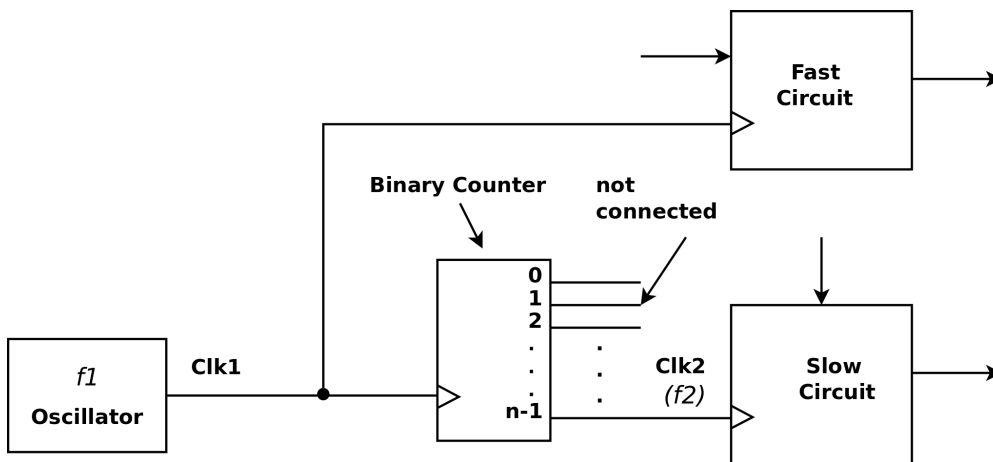 Fast
Circuit
Binary Counter
not
connected
0
1
2
.
.
.
n-1
.
.
.
f1
Oscillator
Clk1
Clk2
(f2)
Slow
Circuit